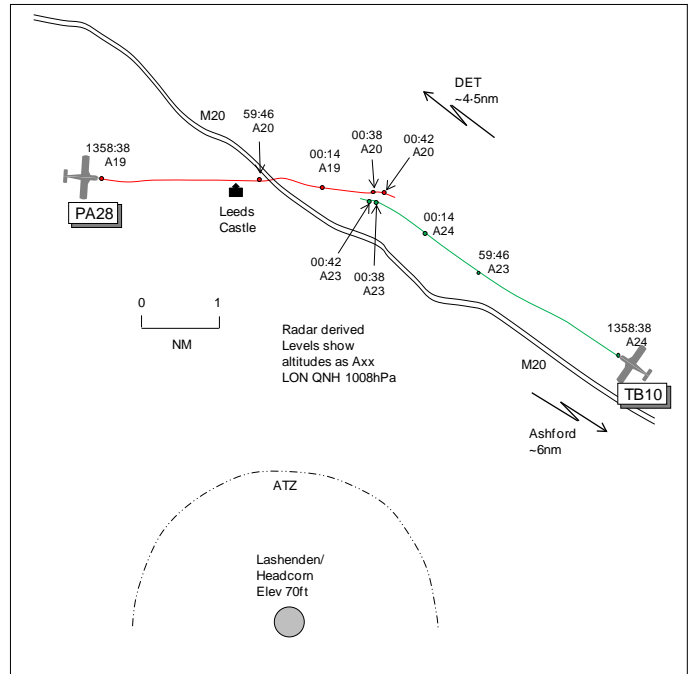 DET
~4·5nm
M20
59:46
A20
00:38
A20
00:42
A20
1358:38
A19
00:14
A19
PA28
Leeds
Castle
00:14
A24
59:46
A23
00:42
A23
00:38
A23
0 1
NM
1358:38
A24
Radar derived
Levels show
altitudes as Axx
LON QNH 1008hPa
M20
TB10
Ashford
~6nm
ATZ
Lashenden/
Headcorn
Elev 70ft